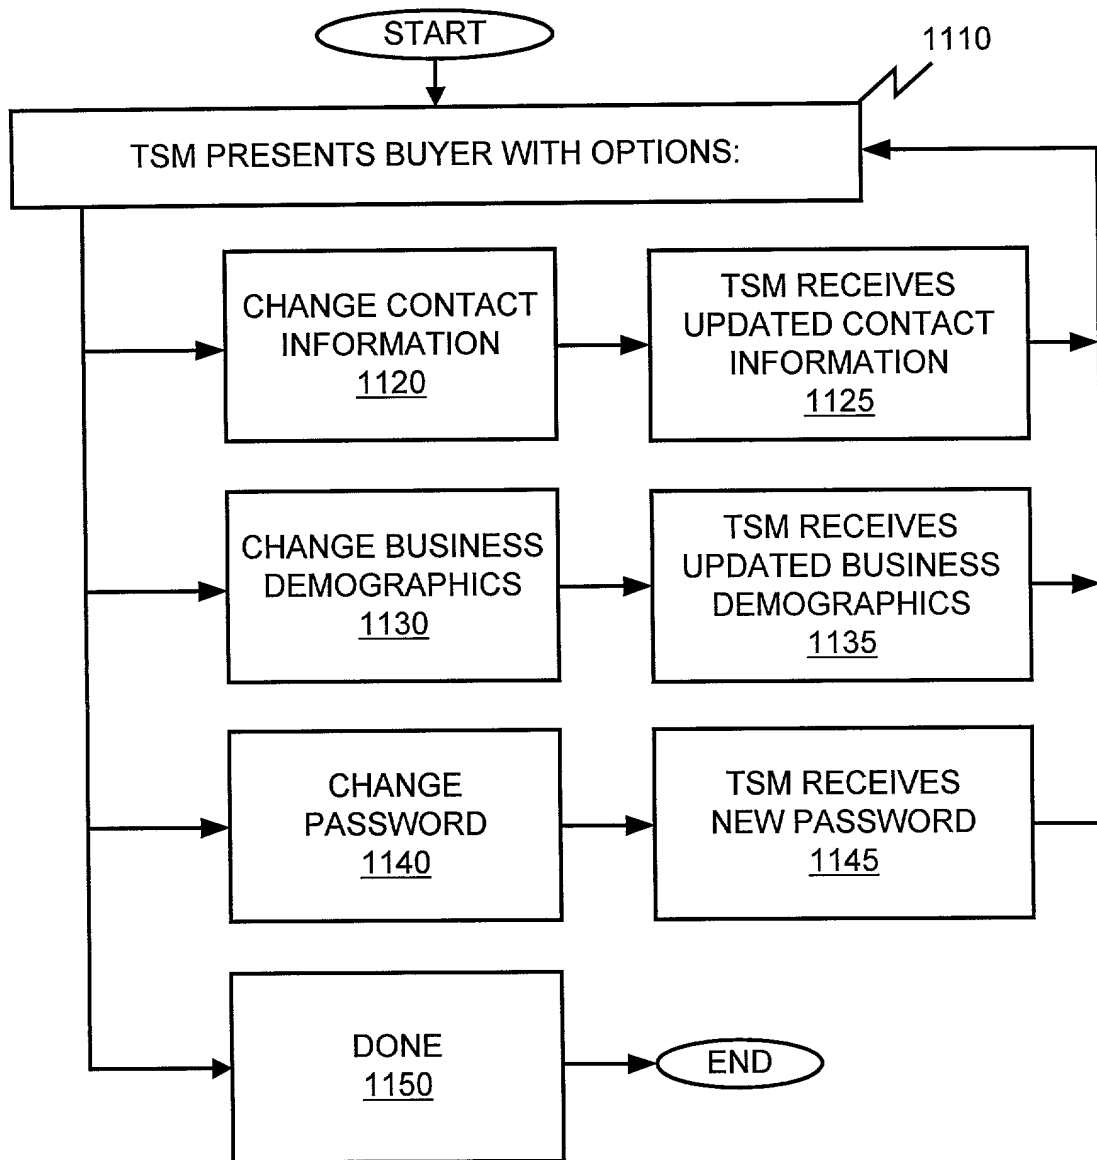 START
1110
TSM PRESENTS BUYER WITH OPTIONS:
CHANGE CONTACT
INFORMATION
1120
TSM RECEIVES
UPDATED CONTACT
INFORMATION
1125
CHANGE BUSINESS
DEMOGRAPHICS
1130
TSM RECEIVES
UPDATED BUSINESS
DEMOGRAPHICS
1135
CHANGE
PASSWORD
1140
TSM RECEIVES
NEW PASSWORD
1145
DONE
1150
END